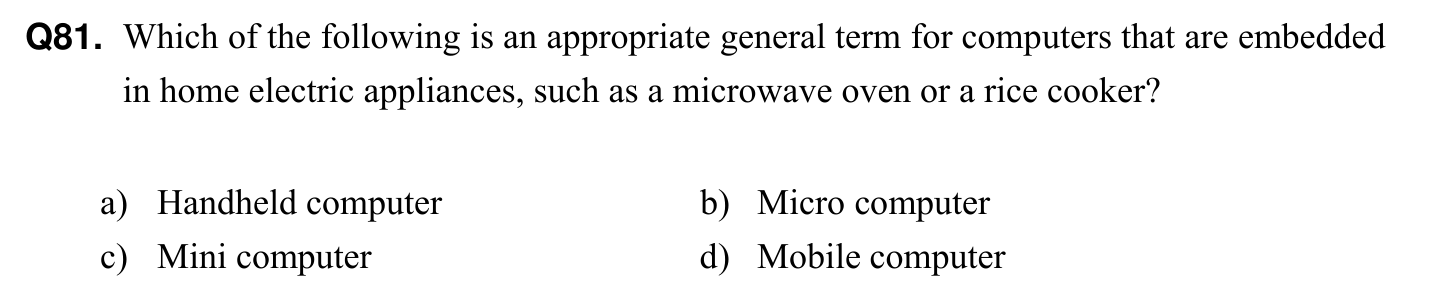 Q81. Which of the following is an appropriate general term for computers that are embedded
in home electric appliances, such as a microwave oven or a rice cooker?
a) Handheld computer b) Micro computer
c) Mini computer d) Mobile computer